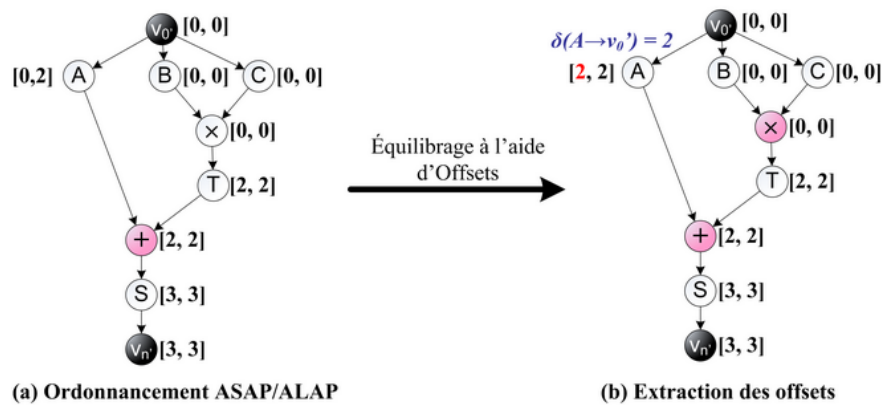 v0' [0, 0]
[0,2] A B [0, 0] C [0, 0]
× [0, 0]
T [2, 2]
+ [2, 2]
S [3, 3]
vn' [3, 3]
(a) Ordonnancement ASAP/ALAP
Équilibrage à l’aide
d’Offsets
v0' [0, 0]
δ(A→v0’) = 2
[2, 2] A B [0, 0] C [0, 0]
× [0, 0]
T [2, 2]
+ [2, 2]
S [3, 3]
vn' [3, 3]
(b) Extraction des offsets